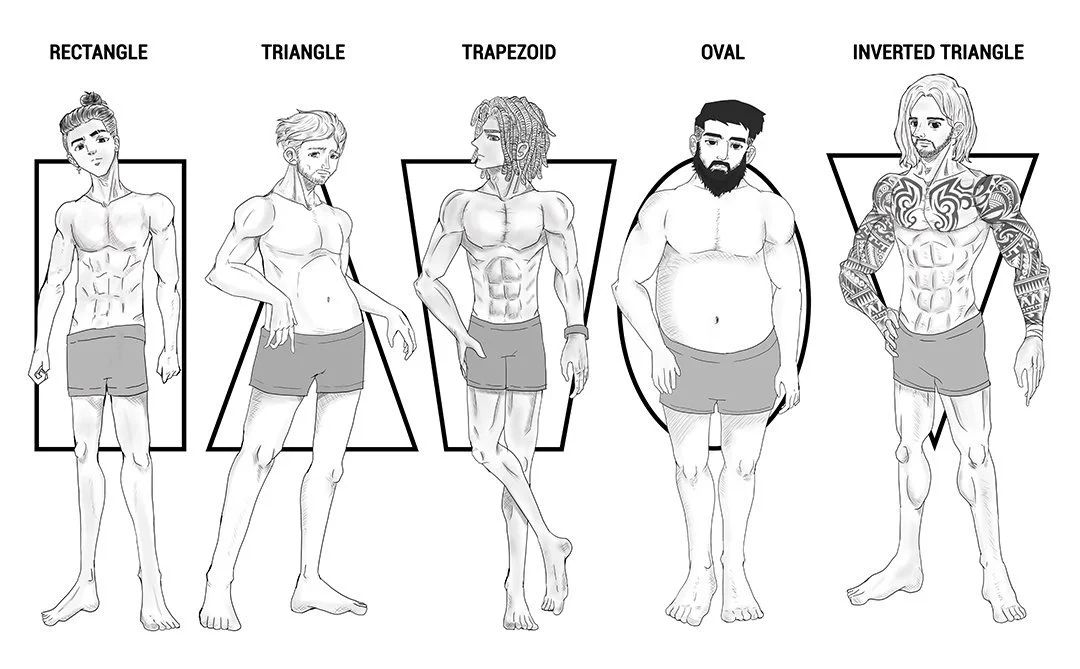 RECTANGLE
TRIANGLE
TRAPEZOID
OVAL
INVERTED TRIANGLE